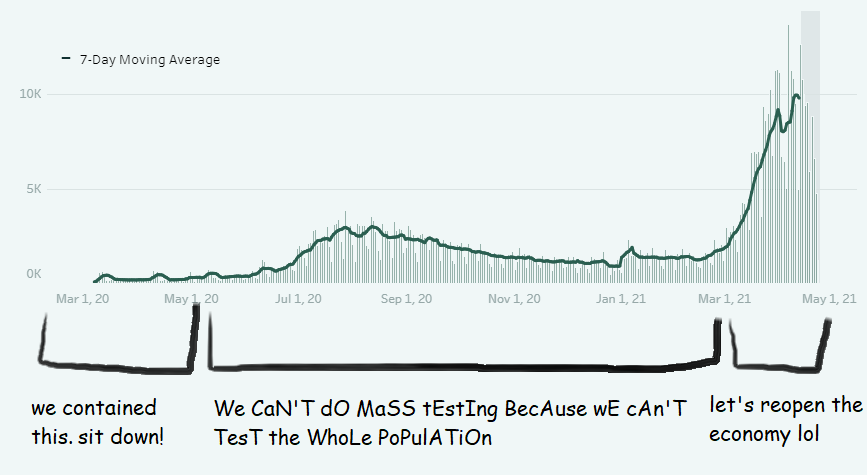 7-Day Moving Average
10K
5K
0K
Mar 1, 20 May 1, 20 Jul 1, 20 Sep 1, 20 Nov 1, 20 Jan 1, 21 Mar 1, 21 May 1, 21
we contained
this. sit down!
We CaN'T dO MaSS tEstIng BecAuse wE cAn'T
TesT the WhoLe PoPulATiOn
let's reopen the
economy lol